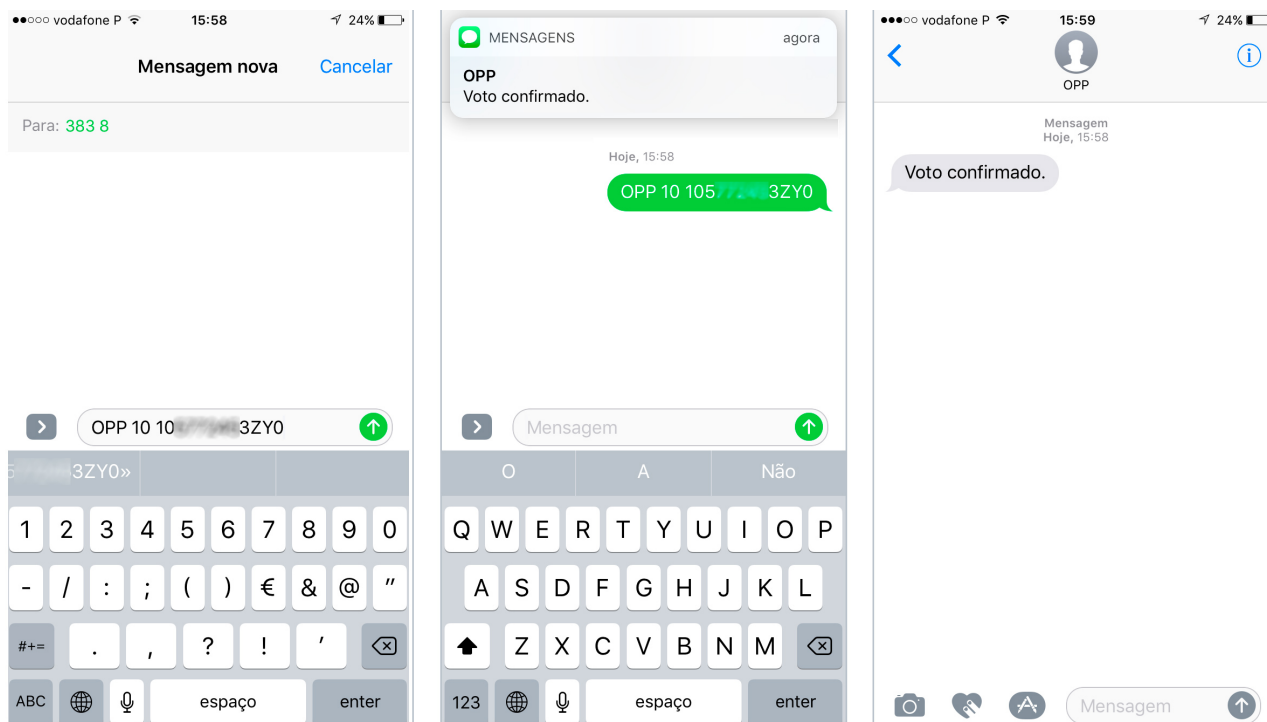 vodafone P 15:58 24%
Mensagem nova Cancelar
Para: 383 8
OPP 10 10 3ZY0
3ZY0»
1 2 3 4 5 6 7 8 9 0
- / : ; ( ) € & @ "
#+= . , ? ! ’
ABC espaço enter
MENSAGENS agora
OPP
Voto confirmado.
Hoje, 15:58
OPP 10 105 3ZY0
Mensagem
O A Não
Q W E R T Y U I O P
A S D F G H J K L
Z X C V B N M
123 espaço enter
vodafone P 15:59 24%
OPP
Mensagem
Hoje, 15:58
Voto confirmado.
Mensagem